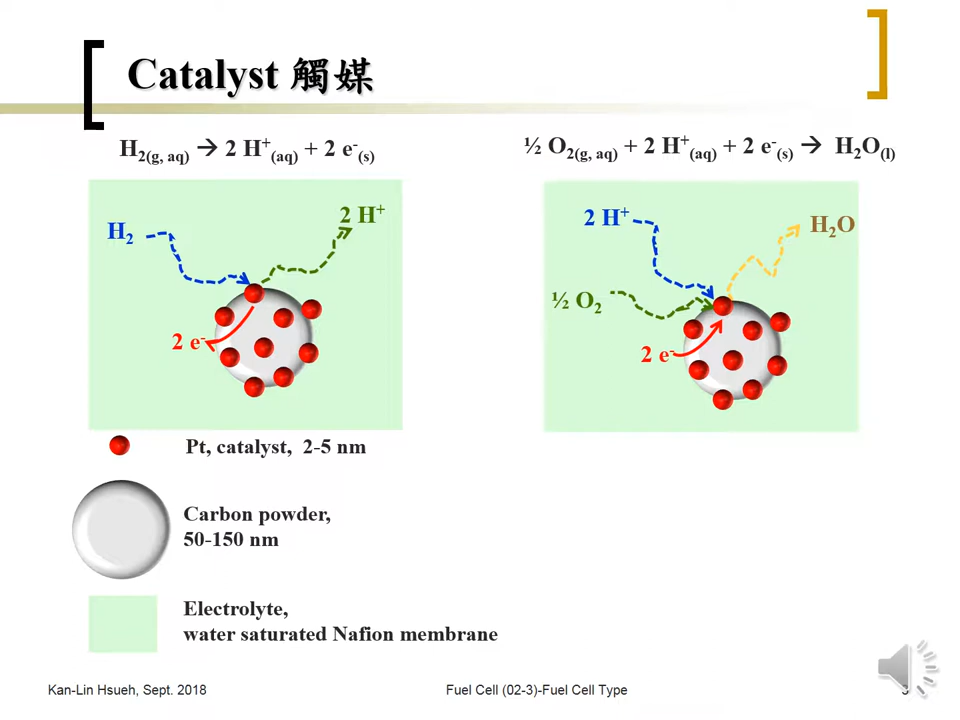 Catalyst 觸媒
H2(g, aq) → 2 H+(aq) + 2 e-(s)
½ O2(g, aq) + 2 H+(aq) + 2 e-(s) → H2O(l)
H2
2 H+
2 e-
2 H+
H2O
½ O2
2 e-
Pt, catalyst, 2-5 nm
Carbon powder,
50-150 nm
Electrolyte,
water saturated Nafion membrane
Kan-Lin Hsueh, Sept. 2018
Fuel Cell (02-3)-Fuel Cell Type